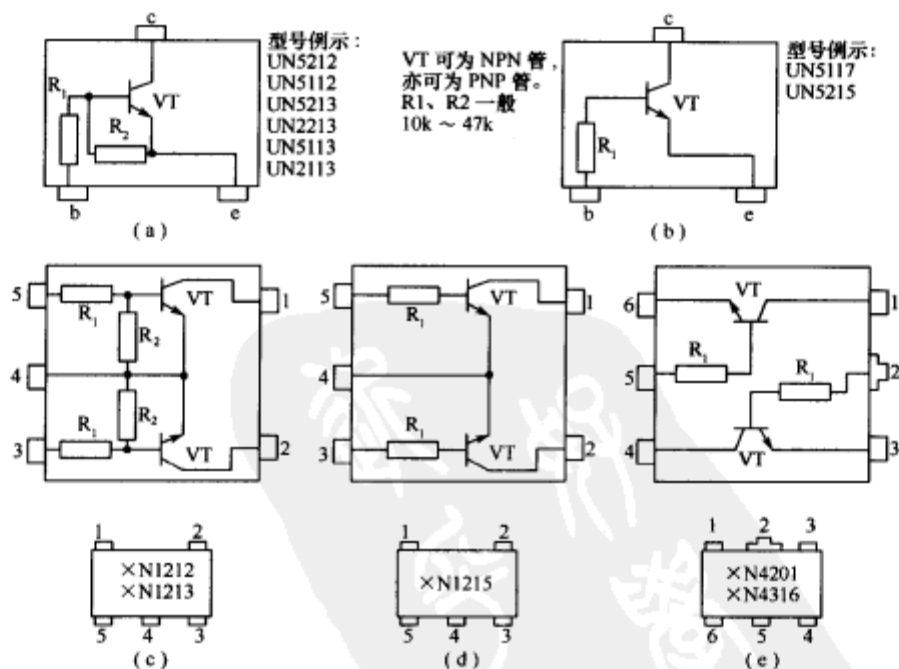 c
型号例示：
UN5212
UN5112
UN5213
UN2213
UN5113
UN2113
R1
VT
R2
b
e
(a)
VT 可为 NPN 管，
亦可为 PNP 管。
R1、R2 一般
10k ~ 47k
c
型号例示：
UN5117
UN5215
VT
R1
b
e
(b)
5
R1
VT
1
R2
4
R2
3
R1
VT
2
1
2
×N1212
×N1213
5
4
3
(c)
5
R1
VT
1
4
3
R1
VT
2
1
2
×N1215
5
4
3
(d)
VT
6
1
R1
5
R1
2
4
VT
3
1
2
3
×N4201
×N4316
6
5
4
(e)